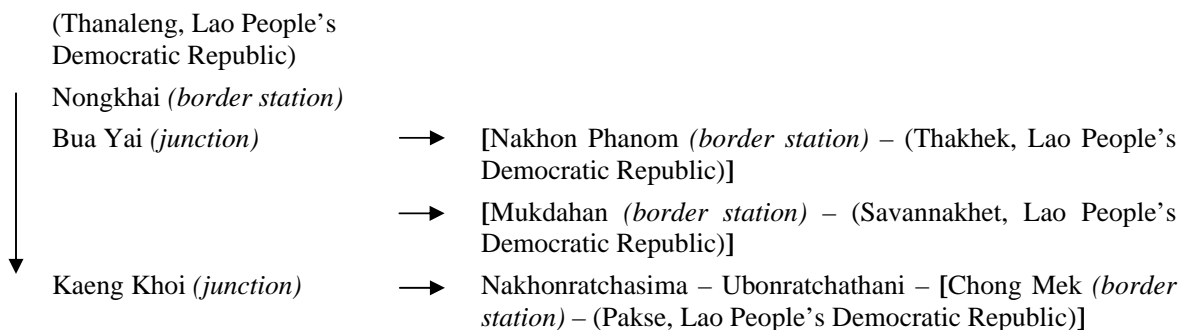 (Thanaleng, Lao People's
Democratic Republic)
Nongkhai (border station)
Bua Yai (junction)
[Nakhon Phanom (border station) – (Thakhek, Lao People's
Democratic Republic)]
[Mukdahan (border station) – (Savannakhet, Lao People's
Democratic Republic)]
Kaeng Khoi (junction)
Nakhonratchasima – Ubonratchathani – [Chong Mek (border
station) – (Pakse, Lao People's Democratic Republic)]